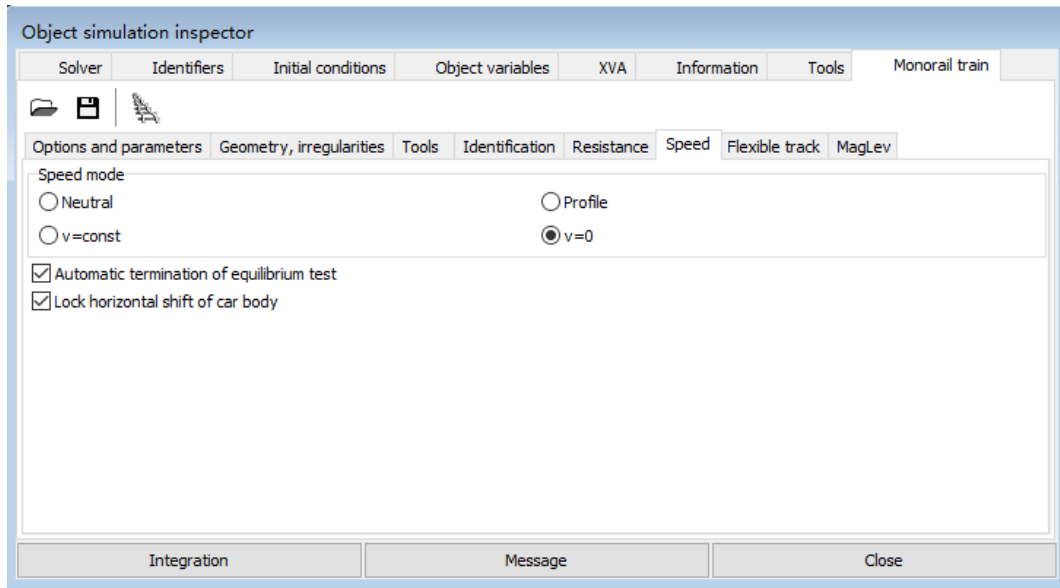 Object simulation inspector
Solver Identifiers Initial conditions Object variables XVA Information Tools Monorail train
Options and parameters Geometry, irregularities Tools Identification Resistance Speed Flexible track MagLev
Speed mode
Neutral Profile
v=const v=0
Automatic termination of equilibrium test
Lock horizontal shift of car body
Integration Message Close